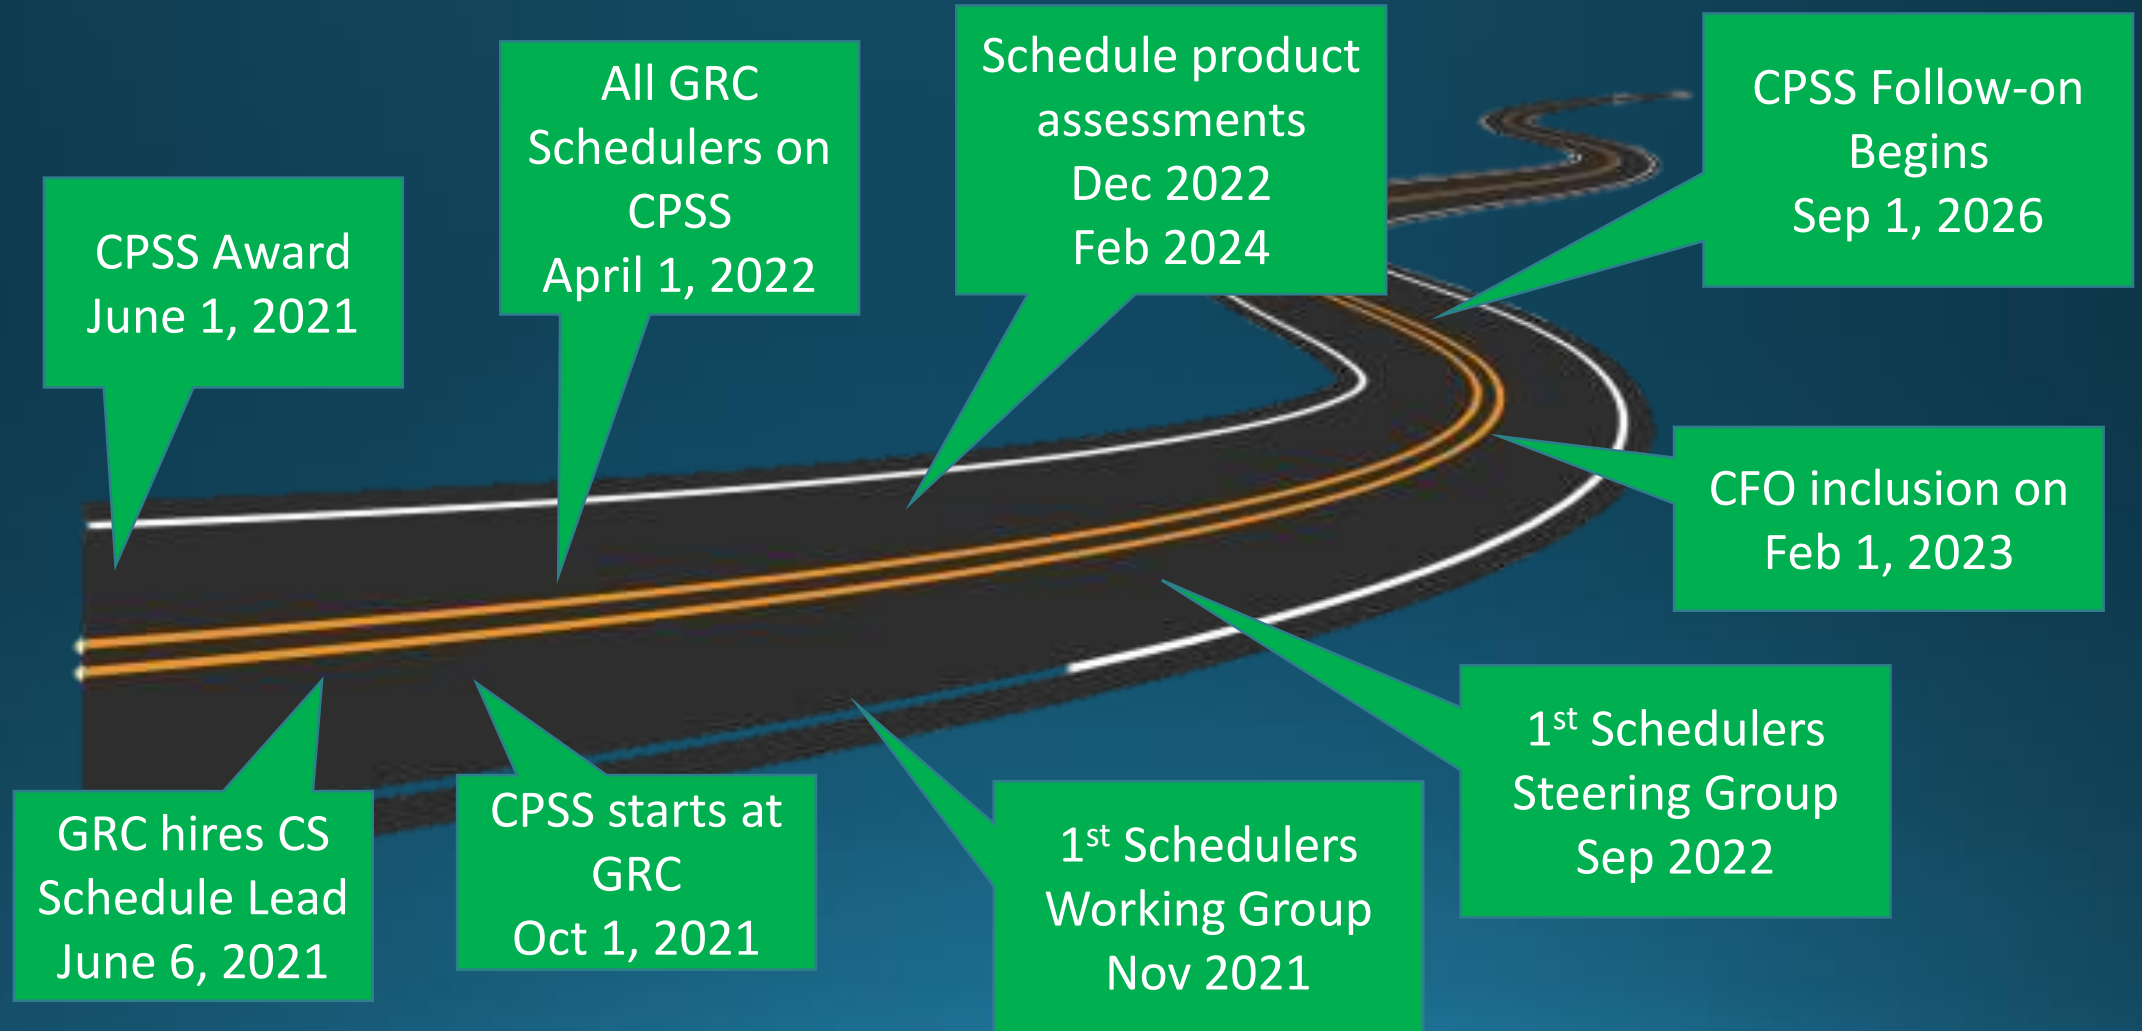 CPSS Award
June 1, 2021
All GRC
Schedulers on
CPSS
April 1, 2022
Schedule product
assessments
Dec 2022
Feb 2024
CPSS Follow-on
Begins
Sep 1, 2026
CFO inclusion on
Feb 1, 2023
1st Schedulers
Steering Group
Sep 2022
1st Schedulers
Working Group
Nov 2021
CPSS starts at
GRC
Oct 1, 2021
GRC hires CS
Schedule Lead
June 6, 2021